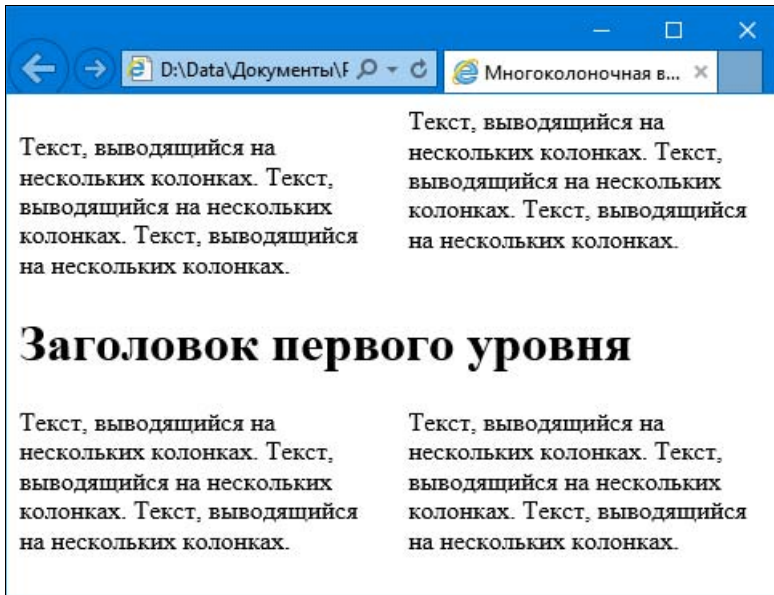 D:\Data\Документы\F
Многоколоночная в...
Текст, выводящийся на
нескольких колонках. Текст,
выводящийся на нескольких
колонках. Текст, выводящийся
на нескольких колонках.
Текст, выводящийся на
нескольких колонках. Текст,
выводящийся на нескольких
колонках. Текст, выводящийся
на нескольких колонках.
Заголовок первого уровня
Текст, выводящийся на
нескольких колонках. Текст,
выводящийся на нескольких
колонках. Текст, выводящийся
на нескольких колонках.
Текст, выводящийся на
нескольких колонках. Текст,
выводящийся на нескольких
колонках. Текст, выводящийся
на нескольких колонках.